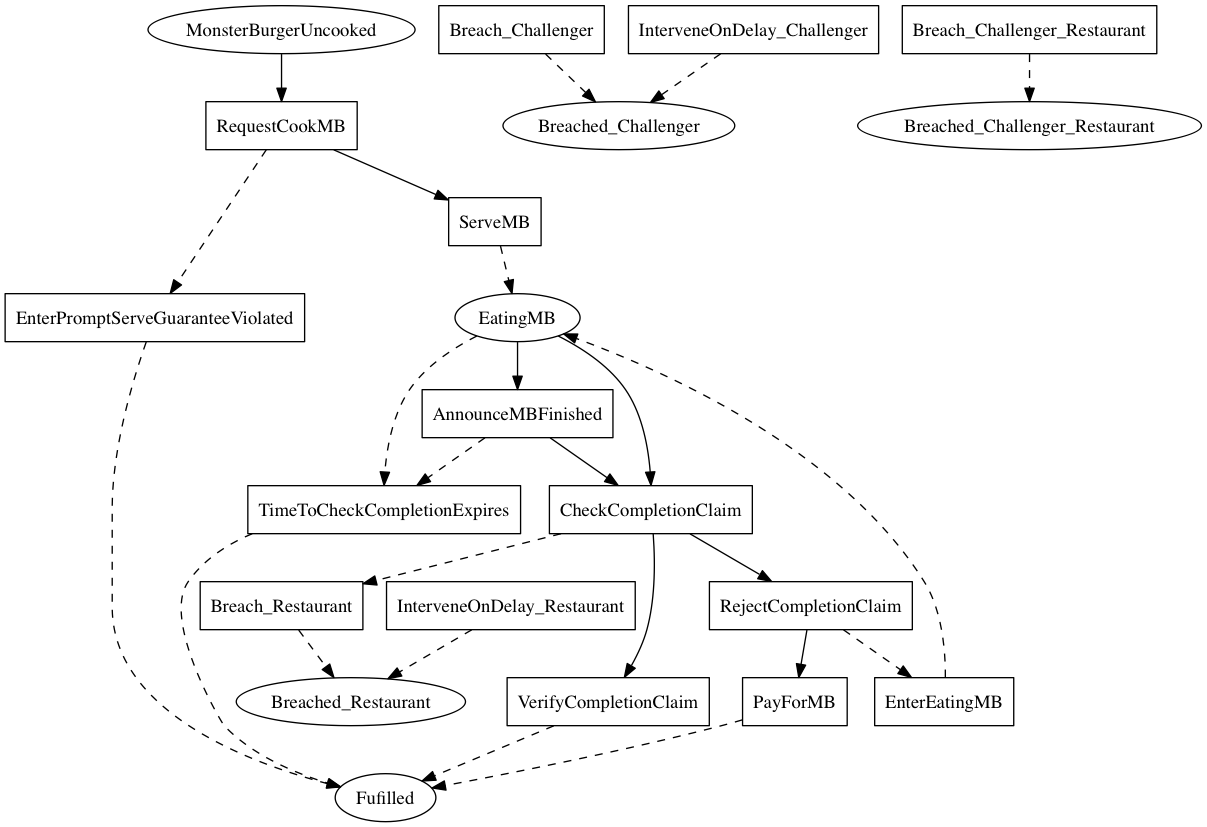 MonsterBurgerUncooked
Breach_Challenger
InterveneOnDelay_Challenger
Breach_Challenger_Restaurant
RequestCookMB
Breached_Challenger
Breached_Challenger_Restaurant
ServeMB
EnterPromptServeGuaranteeViolated
EatingMB
AnnounceMBFinished
TimeToCheckCompletionExpires
CheckCompletionClaim
Breach_Restaurant
InterveneOnDelay_Restaurant
RejectCompletionClaim
Breached_Restaurant
VerifyCompletionClaim
PayForMB
EnterEatingMB
Fufilled